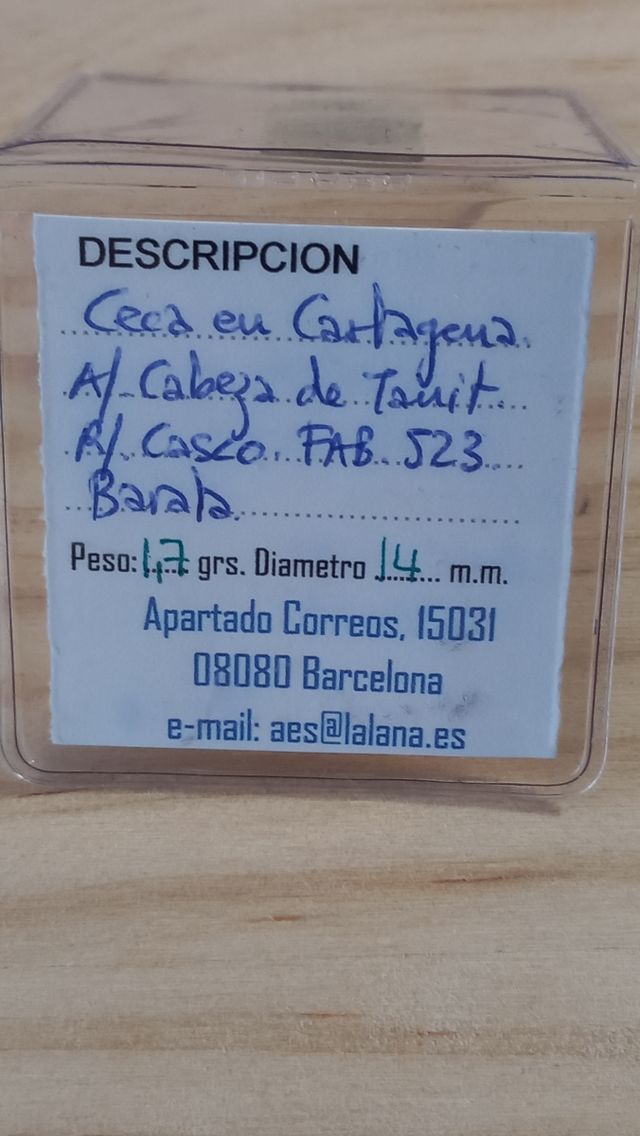 DESCRIPCION
Ceca en Cartagena
A/ Cabeza de Tanit
R/ Casco FAB 523
Barata
Peso: 1,7 grs. Diametro 14 m.m.
Apartado Correos, 15031
08080 Barcelona
e-mail: aes@lalana.es